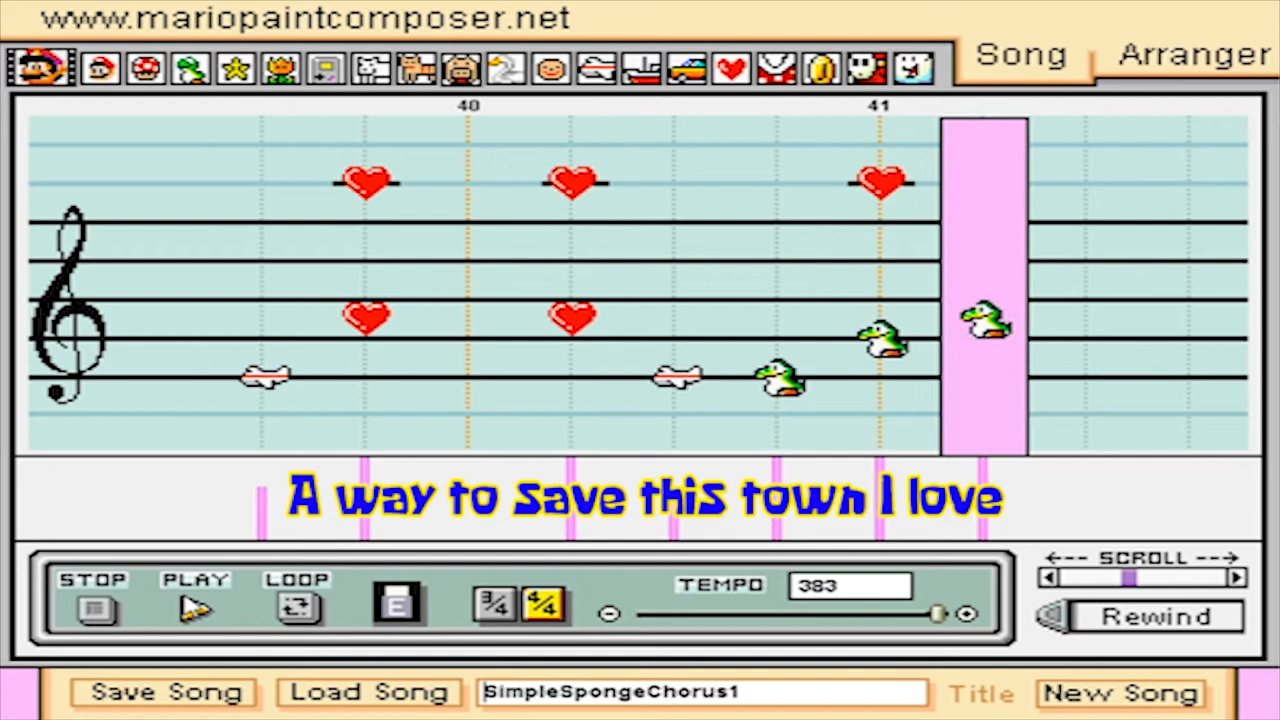 www.mariopaintcomposer.net
Song Arranger
40 41
A way to save this town I love
STOP PLAY LOOP
E
3/4 4/4
TEMPO 383
<--- SCROLL --->
Rewind
Save Song Load Song SimpleSpongeChorus1 Title New Song